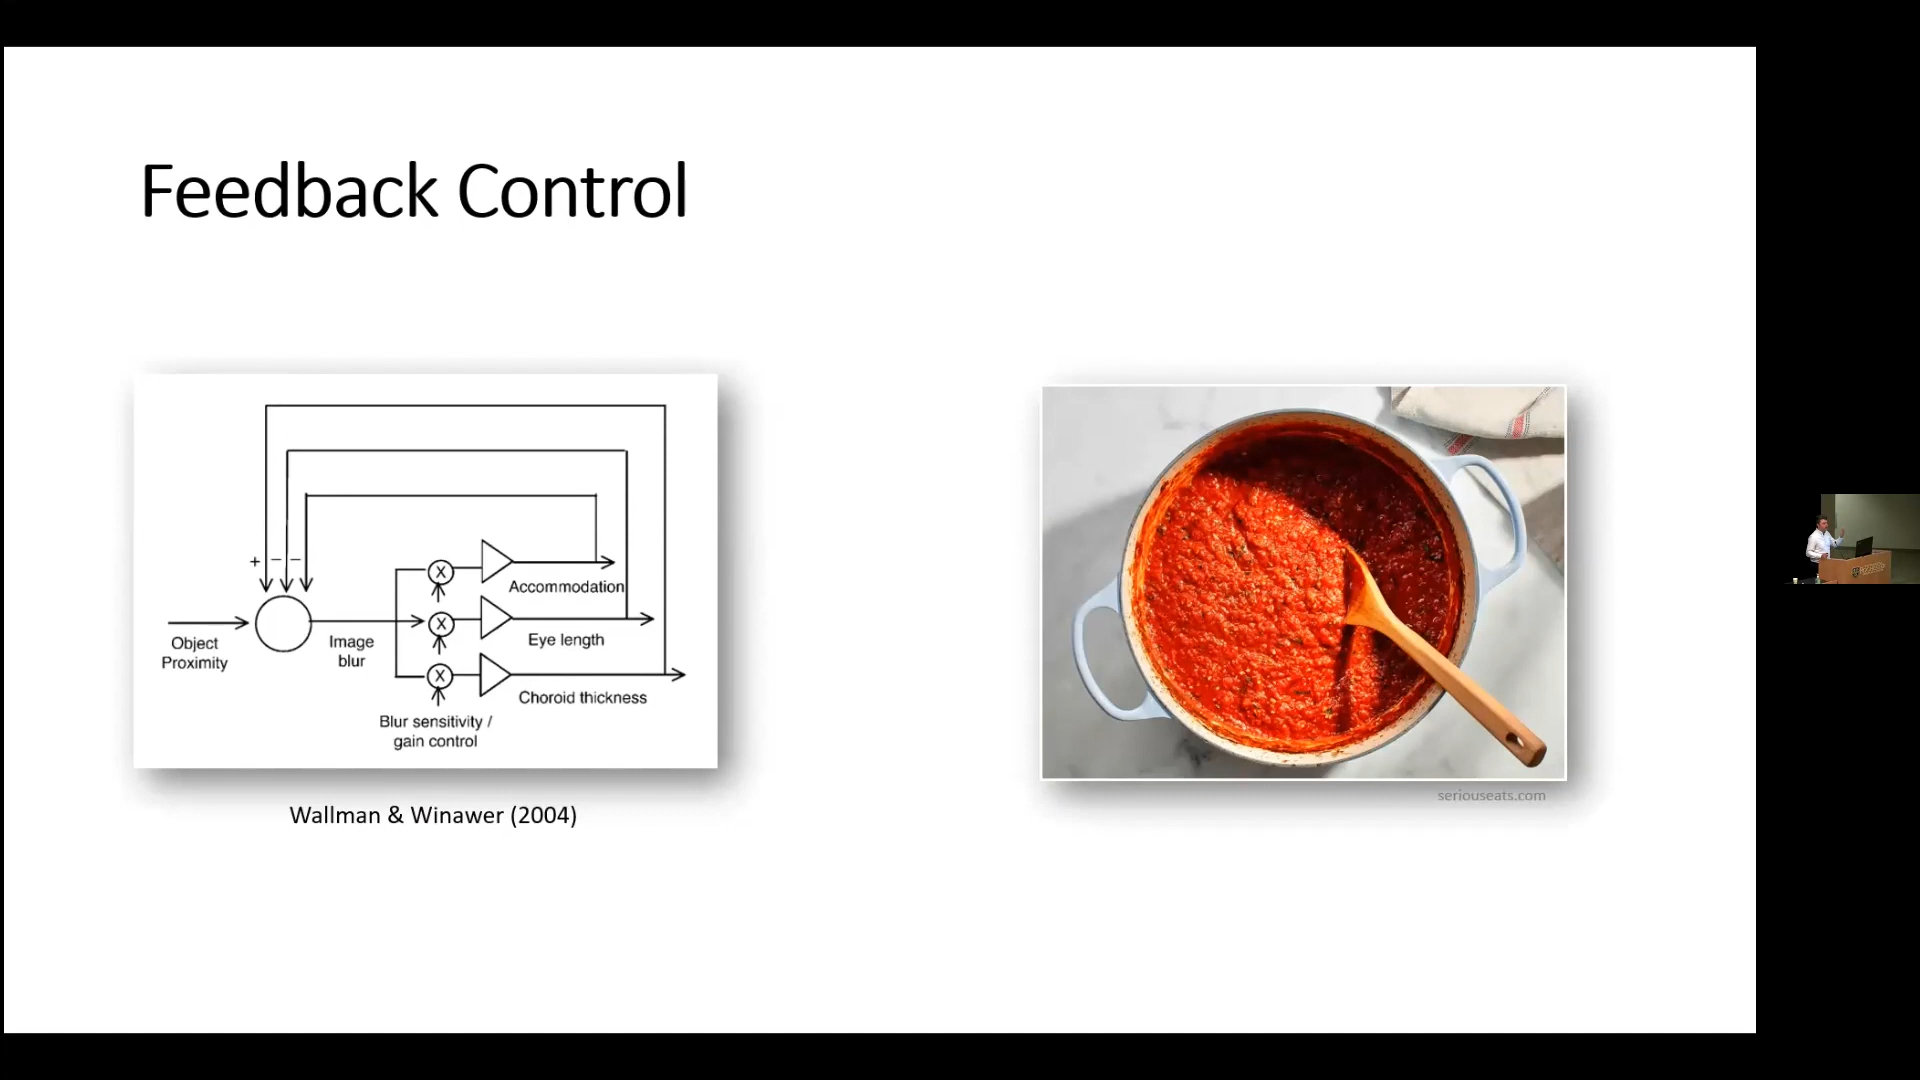 Feedback Control
+ − −
Accommodation
Object
Proximity
Image
blur
X
X
X
Eye length
Choroid thickness
Blur sensitivity /
gain control
Wallman & Winawer (2004)
seriouseats.com